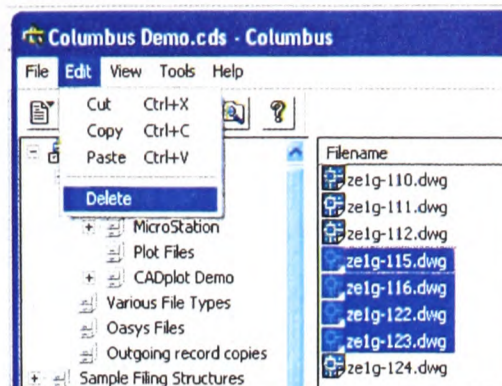 Columbus Demo.cds - Columbus
File Edit View Tools Help
Cut Ctrl+X
Copy Ctrl+C
Paste Ctrl+V
Delete
MicroStation
Plot Files
CADplot Demo
Various File Types
Oasys Files
Outgoing record copies
Sample Filing Structures
Filename
ze1g-110.dwg
ze1g-111.dwg
ze1g-112.dwg
ze1g-115.dwg
ze1g-116.dwg
ze1g-122.dwg
ze1g-123.dwg
ze1g-124.dwg